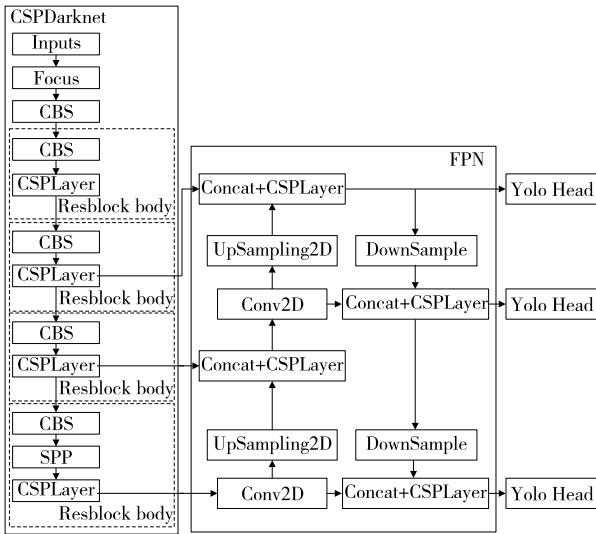 CSPDarknet
Inputs
Focus
CBS
CBS
CSPLayer
Resblock body
CBS
CSPLayer
Resblock body
CBS
CSPLayer
Resblock body
CBS
SPP
CSPLayer
Resblock body
FPN
Concat+CSPLayer
UpSampling2D
Conv2D
Concat+CSPLayer
UpSampling2D
Conv2D
DownSample
Concat+CSPLayer
DownSample
Concat+CSPLayer
Yolo Head
Yolo Head
Yolo Head